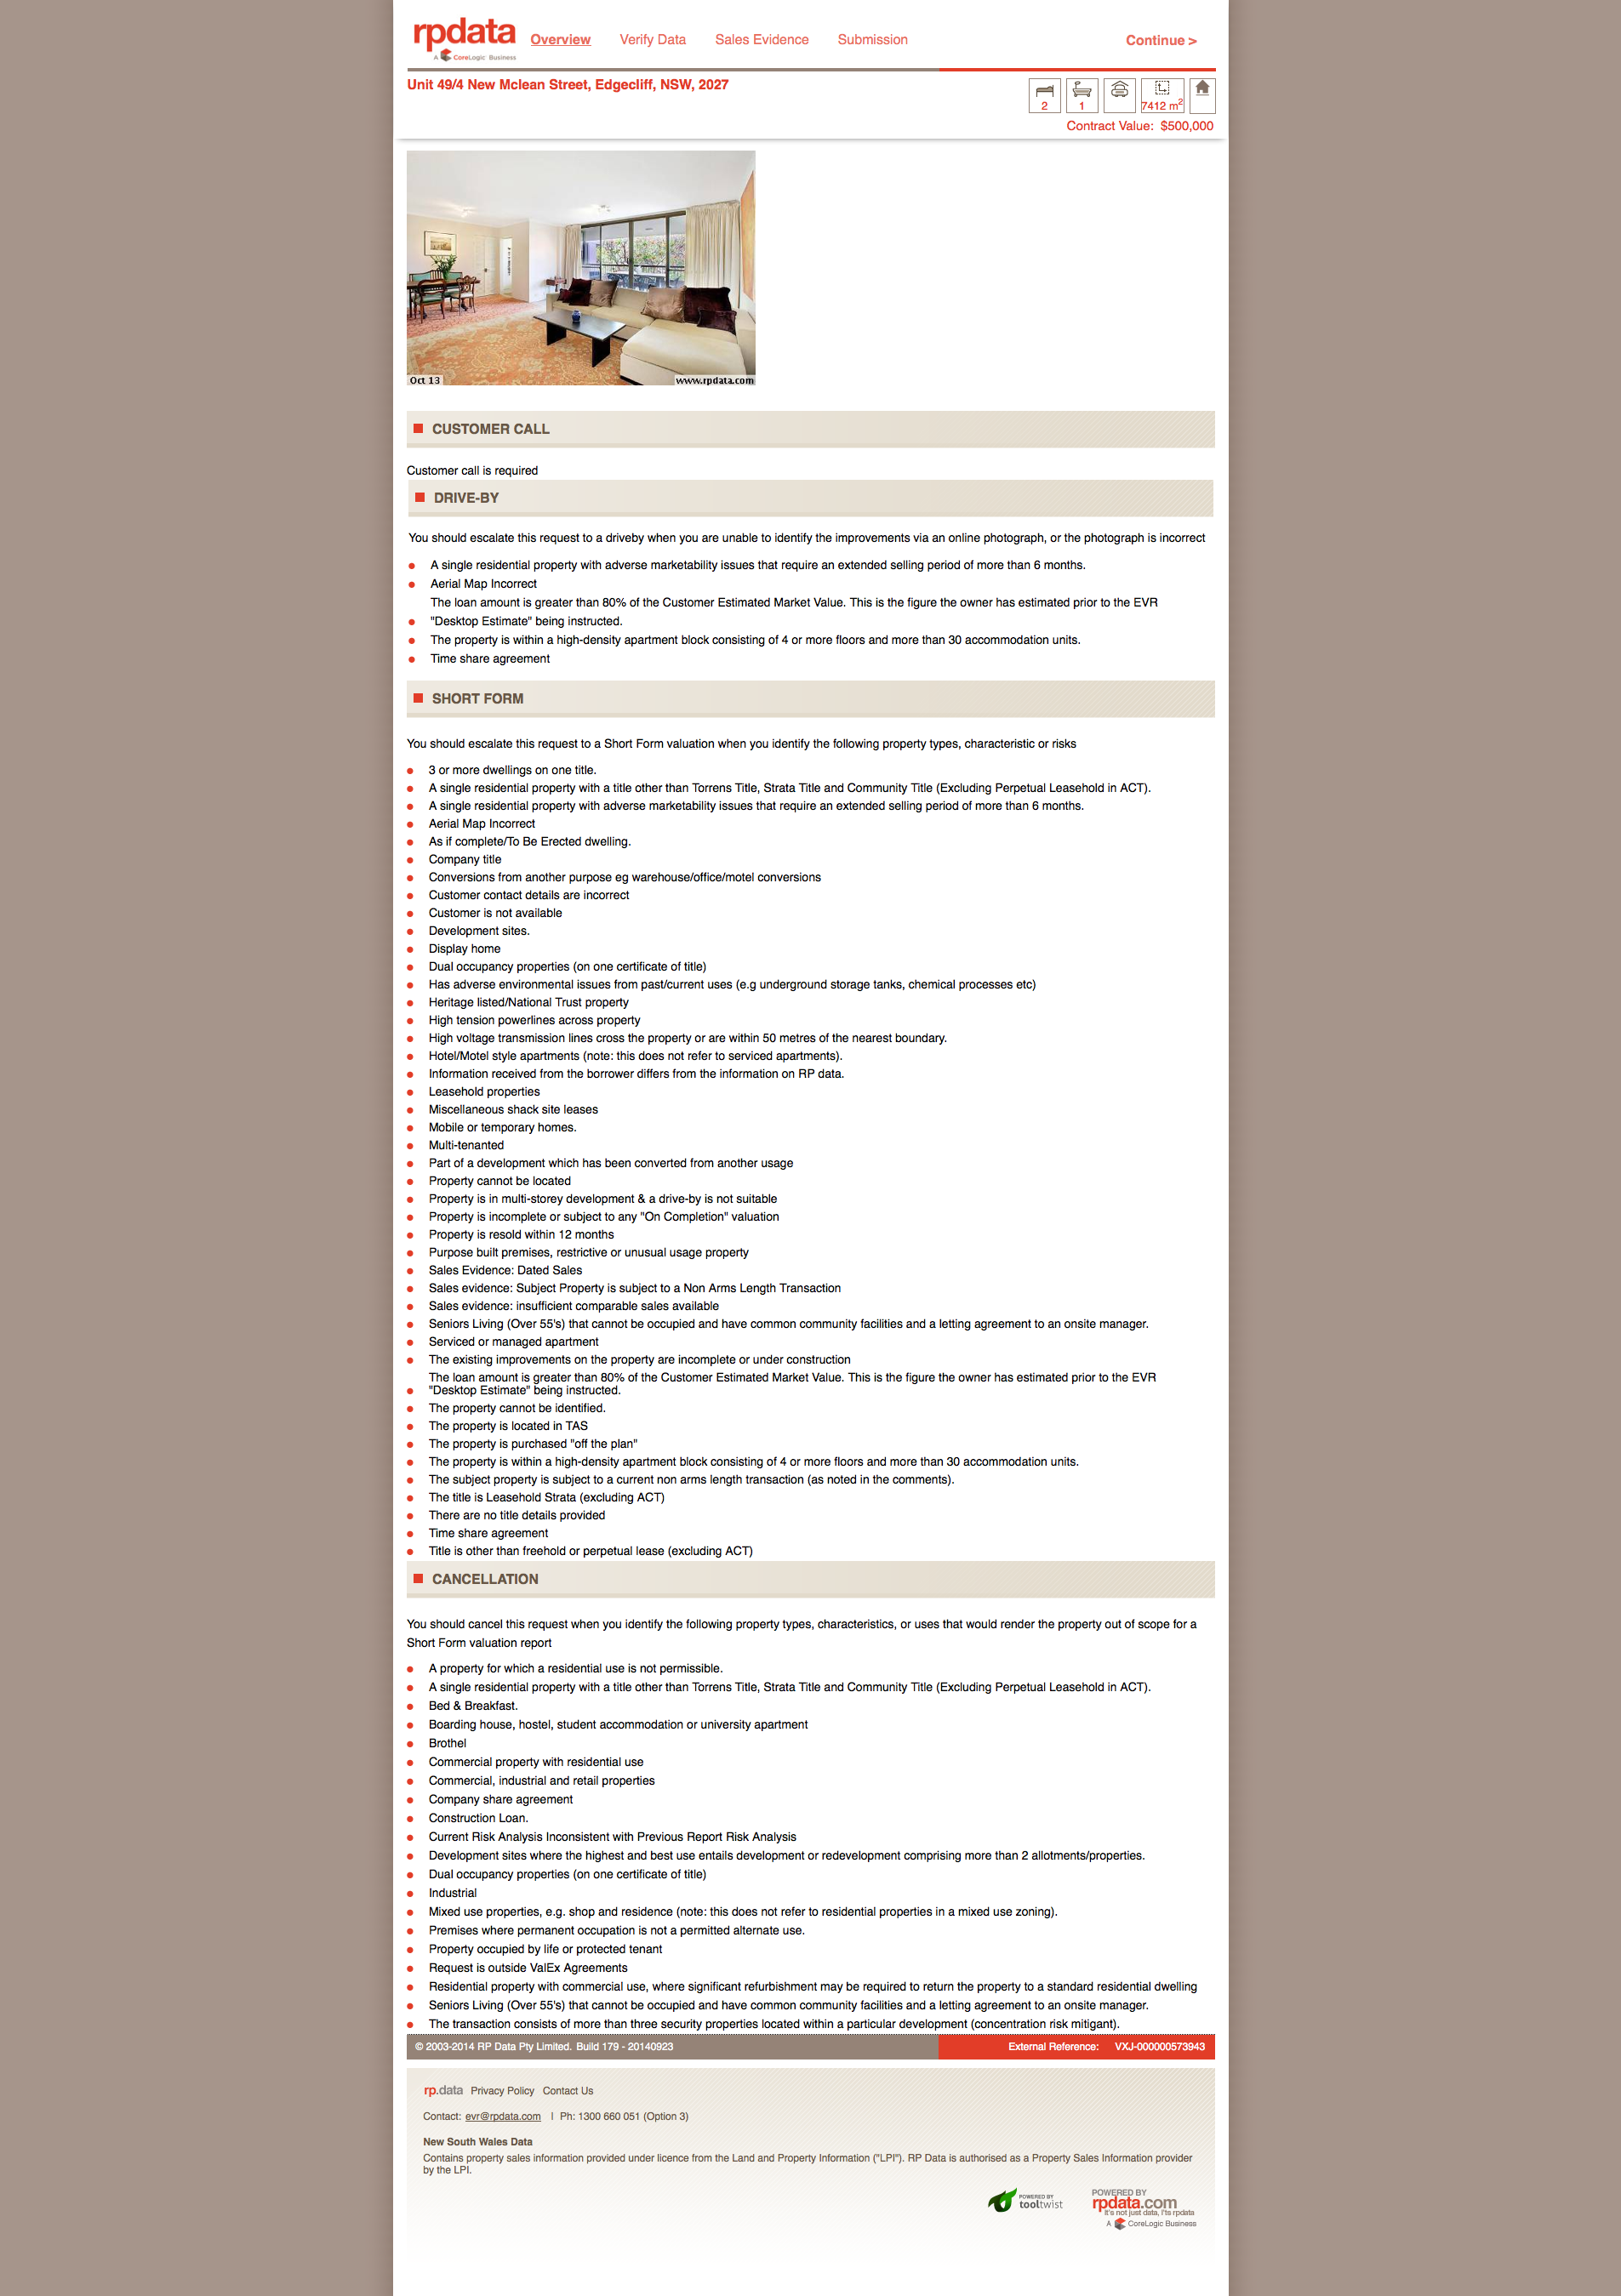 rpdata
A CoreLogic Business
Overview Verify Data Sales Evidence Submission Continue >
Unit 49/4 New Mclean Street, Edgecliff, NSW, 2027
2 1 7412 m2
Contract Value: $500,000
Oct 13 www.rpdata.com
CUSTOMER CALL
Customer call is required
DRIVE-BY
You should escalate this request to a driveby when you are unable to identify the improvements via an online photograph, or the photograph is incorrect
A single residential property with adverse marketability issues that require an extended selling period of more than 6 months.
Aerial Map Incorrect
The loan amount is greater than 80% of the Customer Estimated Market Value. This is the figure the owner has estimated prior to the EVR
"Desktop Estimate" being instructed.
The property is within a high-density apartment block consisting of 4 or more floors and more than 30 accommodation units.
Time share agreement
SHORT FORM
You should escalate this request to a Short Form valuation when you identify the following property types, characteristic or risks
3 or more dwellings on one title.
A single residential property with a title other than Torrens Title, Strata Title and Community Title (Excluding Perpetual Leasehold in ACT).
A single residential property with adverse marketability issues that require an extended selling period of more than 6 months.
Aerial Map Incorrect
As if complete/To Be Erected dwelling.
Company title
Conversions from another purpose eg warehouse/office/motel conversions
Customer contact details are incorrect
Customer is not available
Development sites.
Display home
Dual occupancy properties (on one certificate of title)
Has adverse environmental issues from past/current uses (e.g underground storage tanks, chemical processes etc)
Heritage listed/National Trust property
High tension powerlines across property
High voltage transmission lines cross the property or are within 50 metres of the nearest boundary.
Hotel/Motel style apartments (note: this does not refer to serviced apartments).
Information received from the borrower differs from the information on RP data.
Leasehold properties
Miscellaneous shack site leases
Mobile or temporary homes.
Multi-tenanted
Part of a development which has been converted from another usage
Property cannot be located
Property is in multi-storey development & a drive-by is not suitable
Property is incomplete or subject to any "On Completion" valuation
Property is resold within 12 months
Purpose built premises, restrictive or unusual usage property
Sales Evidence: Dated Sales
Sales evidence: Subject Property is subject to a Non Arms Length Transaction
Sales evidence: insufficient comparable sales available
Seniors Living (Over 55's) that cannot be occupied and have common community facilities and a letting agreement to an onsite manager.
Serviced or managed apartment
The existing improvements on the property are incomplete or under construction
The loan amount is greater than 80% of the Customer Estimated Market Value. This is the figure the owner has estimated prior to the EVR
"Desktop Estimate" being instructed.
The property cannot be identified.
The property is located in TAS
The property is purchased "off the plan"
The property is within a high-density apartment block consisting of 4 or more floors and more than 30 accommodation units.
The subject property is subject to a current non arms length transaction (as noted in the comments).
The title is Leasehold Strata (excluding ACT)
There are no title details provided
Time share agreement
Title is other than freehold or perpetual lease (excluding ACT)
CANCELLATION
You should cancel this request when you identify the following property types, characteristics, or uses that would render the property out of scope for a
Short Form valuation report
A property for which a residential use is not permissible.
A single residential property with a title other than Torrens Title, Strata Title and Community Title (Excluding Perpetual Leasehold in ACT).
Bed & Breakfast.
Boarding house, hostel, student accommodation or university apartment
Brothel
Commercial property with residential use
Commercial, industrial and retail properties
Company share agreement
Construction Loan.
Current Risk Analysis Inconsistent with Previous Report Risk Analysis
Development sites where the highest and best use entails development or redevelopment comprising more than 2 allotments/properties.
Dual occupancy properties (on one certificate of title)
Industrial
Mixed use properties, e.g. shop and residence (note: this does not refer to residential properties in a mixed use zoning).
Premises where permanent occupation is not a permitted alternate use.
Property occupied by life or protected tenant
Request is outside ValEx Agreements
Residential property with commercial use, where significant refurbishment may be required to return the property to a standard residential dwelling
Seniors Living (Over 55's) that cannot be occupied and have common community facilities and a letting agreement to an onsite manager.
The transaction consists of more than three security properties located within a particular development (concentration risk mitigant).
© 2003-2014 RP Data Pty Limited. Build 179 - 20140923 External Reference: VXJ-000000573943
rp.data Privacy Policy Contact Us
Contact: evr@rpdata.com | Ph: 1300 660 051 (Option 3)
New South Wales Data
Contains property sales information provided under licence from the Land and Property Information ("LPI"). RP Data is authorised as a Property Sales Information provider
by the LPI.
POWERED BY
tooltwist
POWERED BY
rpdata.com
it's not just data, i'ts rpdata
A CoreLogic Business